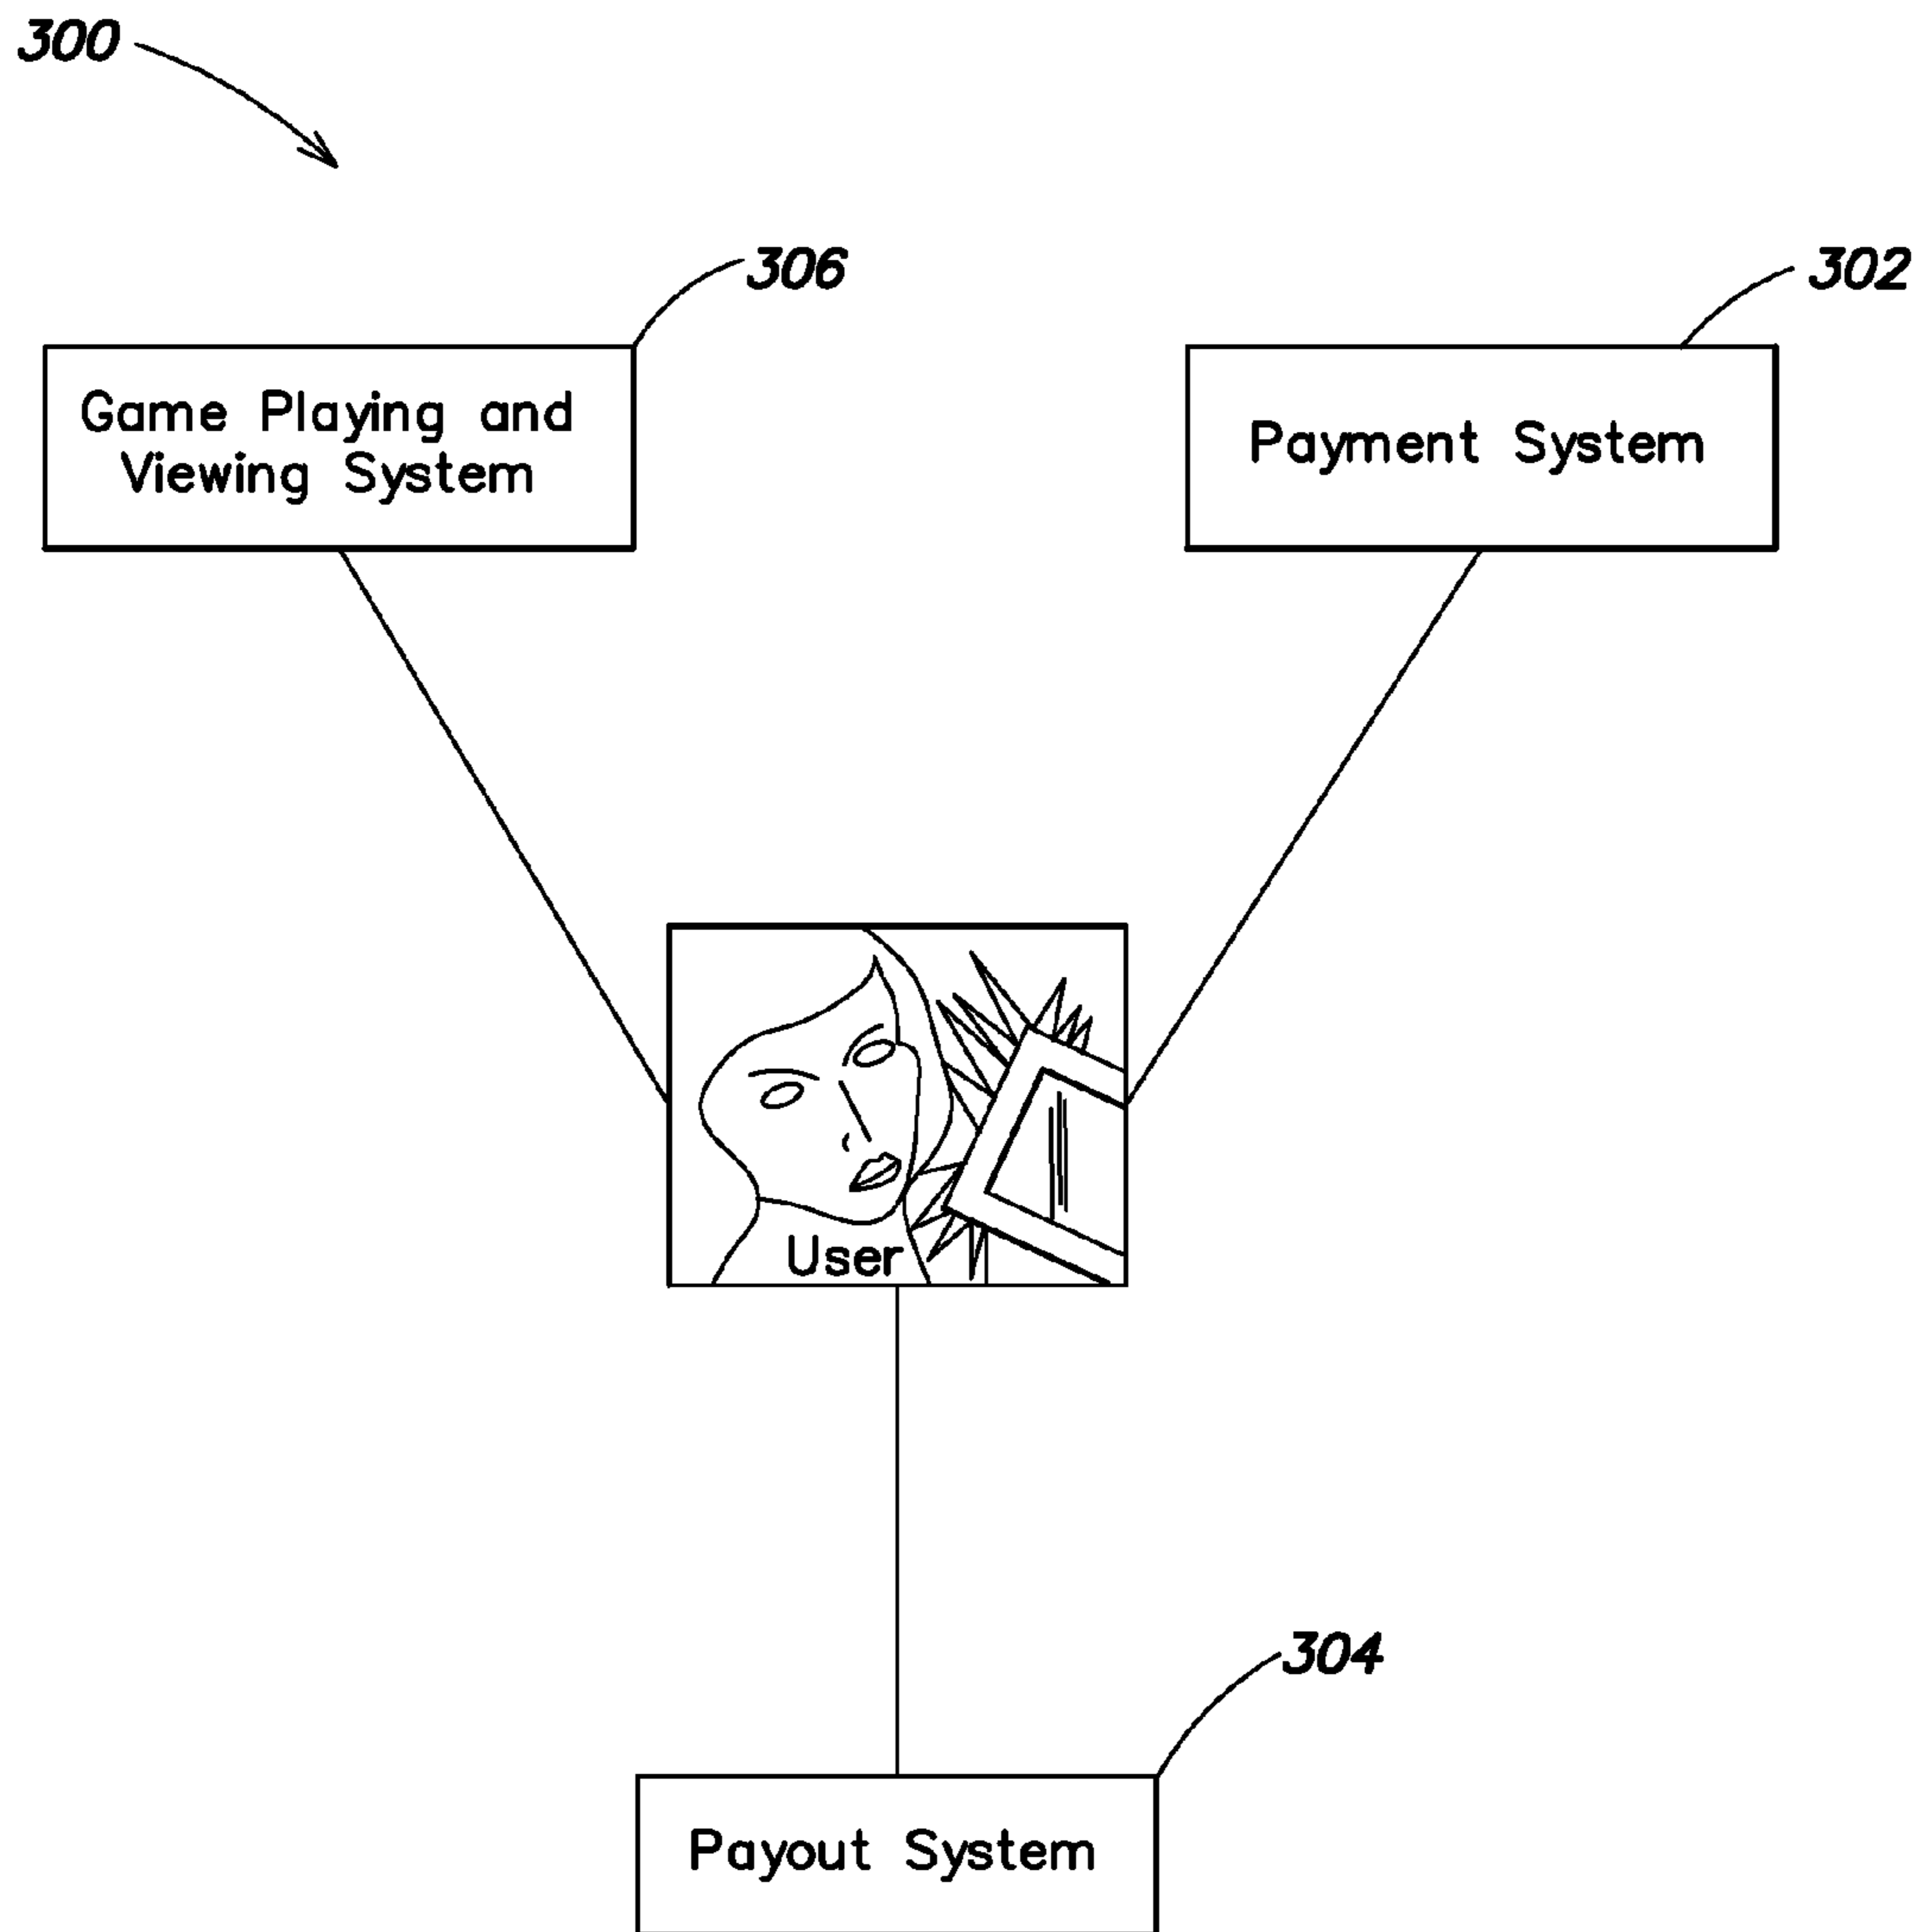 300
306
302
Game Playing and
Viewing System
Payment System
User
304
Payout System